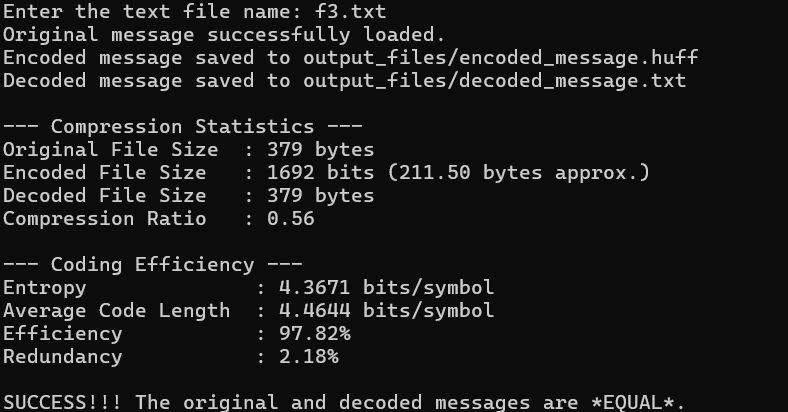 Enter the text file name: f3.txt
Original message successfully loaded.
Encoded message saved to output_files/encoded_message.huff
Decoded message saved to output_files/decoded_message.txt

--- Compression Statistics ---
Original File Size  : 379 bytes
Encoded File Size   : 1692 bits (211.50 bytes approx.)
Decoded File Size   : 379 bytes
Compression Ratio   : 0.56

--- Coding Efficiency ---
Entropy              : 4.3671 bits/symbol
Average Code Length  : 4.4644 bits/symbol
Efficiency           : 97.82%
Redundancy           : 2.18%

SUCCESS!!! The original and decoded messages are *EQUAL*.